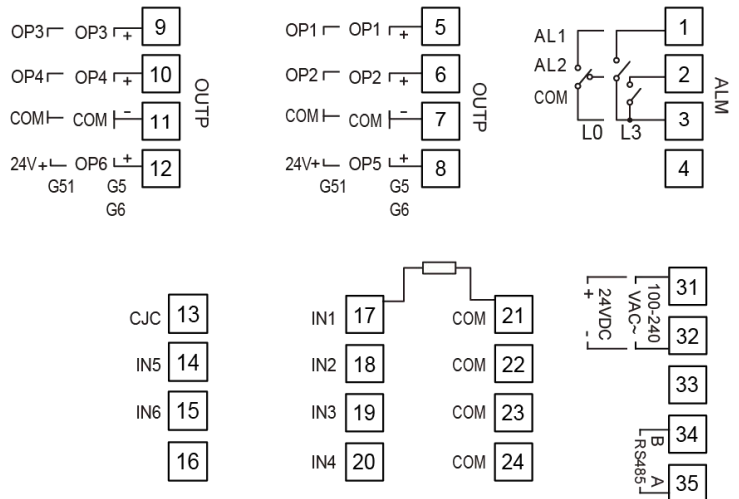 OP3 OP3 + 9
OP4 OP4 + 10
COM COM - 11
24V+ OP6 + 12
G51 G5
G6
OUTP
OP1 OP1 + 5
OP2 OP2 + 6
COM COM - 7
24V+ OP5 + 8
G51 G5
G6
OUTP
AL1 1
AL2 2
COM 3
L0 L3
4
ALM
CJC 13
IN5 14
IN6 15
16
IN1 17
IN2 18
IN3 19
IN4 20
COM 21
COM 22
COM 23
COM 24
+ 24VDC -
100-240
VAC~
31
32
33
34
35
B
A
RS485